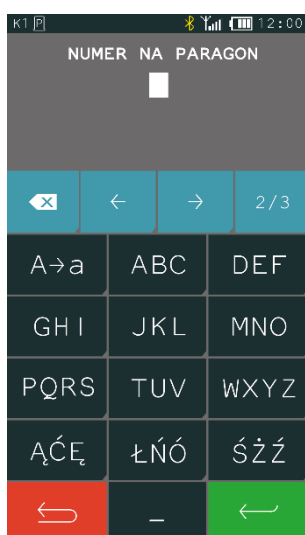 K1 P 12:00
NUMER NA PARAGON
← → 2/3
A→a ABC DEF
GHI JKL MNO
PQRS TUV WXYZ
ĄĆĘ ŁŃÓ ŚŻŹ
_